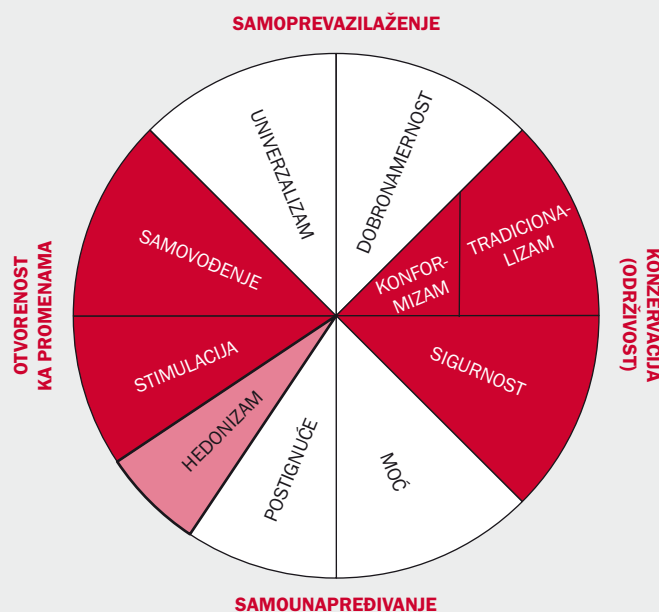 SAMOPREVAZILAŽENJE
UNIVERZALIZAM
DOBRONAMERNOST
SAMOVOĐENJE
KONFOR-
MIZAM
TRADICIONA-
LIZAM
OTVORENOST
KA PROMENAMA
KONZERVACIJA
(ODRŽIVOST)
STIMULACIJA
SIGURNOST
HEDONIZAM
POSTIGNUĆE
MOĆ
SAMOUNAPREĐIVANJE